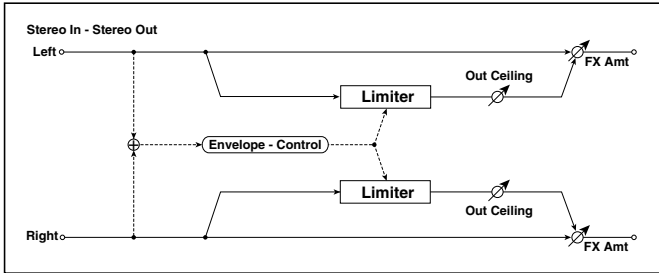 Stereo In - Stereo Out
Left
FX Amt
Out Ceiling
Limiter
Envelope - Control
Limiter
Out Ceiling
Right
FX Amt